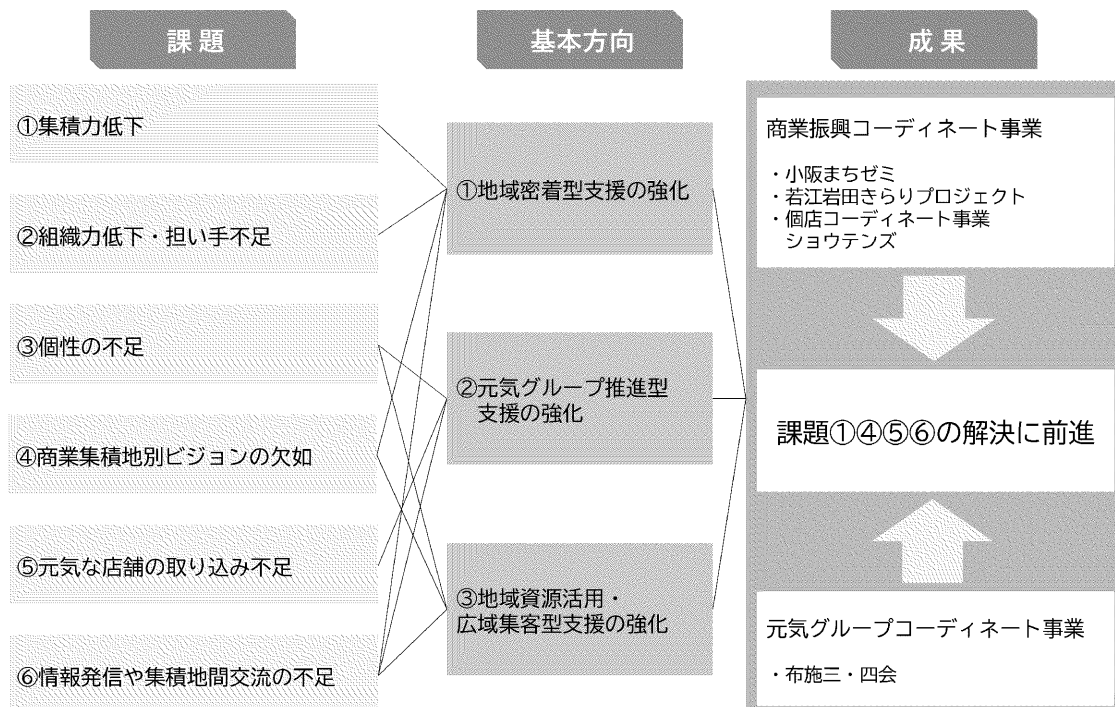 課題
①集積力低下
②組織力低下・担い手不足
③個性の不足
④商業集積地別ビジョンの欠如
⑤元気な店舗の取り込み不足
⑥情報発信や集積地間交流の不足
基本方向
①地域密着型支援の強化
②元気グループ推進型
支援の強化
③地域資源活用・
広域集客型支援の強化
成果
商業振興コーディネート事業
・小阪まちゼミ
・若江岩田きらりプロジェクト
・個店コーディネート事業
ショウテンズ
課題①④⑤⑥の解決に前進
元気グループコーディネート事業
・布施三・四会